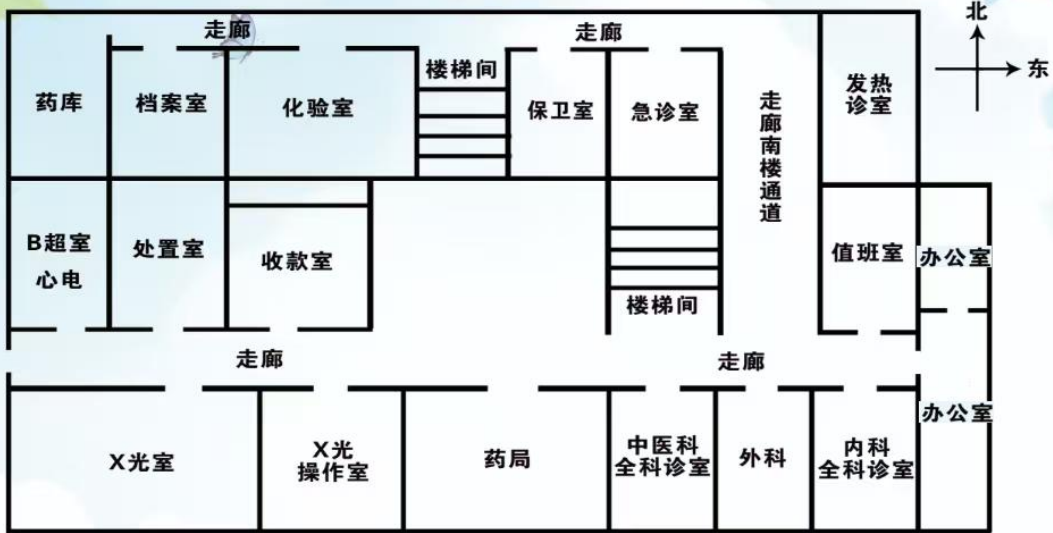 北
东
走廊
走廊
楼梯间
药库
档案室
化验室
保卫室
急诊室
走廊南楼通道
发热
诊室
B超室
心电
处置室
收款室
楼梯间
值班室
办公室
走廊
走廊
X光室
X光
操作室
药局
中医科
全科诊室
外科
内科
全科诊室
办公室